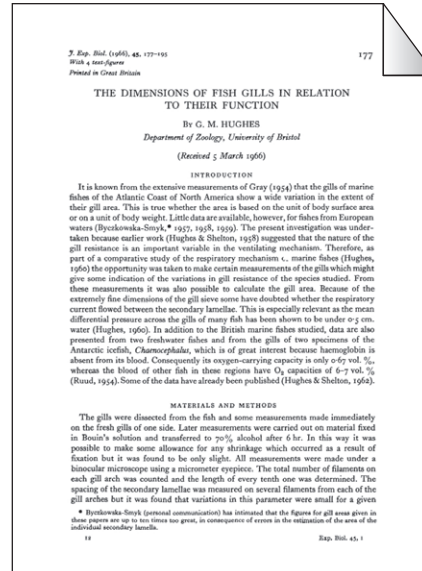 J. Exp. Biol. (1966), 45, 177-195
177
With 4 text-figures
Printed in Great Britain
THE DIMENSIONS OF FISH GILLS IN RELATION
TO THEIR FUNCTION
BY G. M. HUGHES
Department of Zoology, University of Bristol
(Received 5 March 1966)
INTRODUCTION
It is known from the extensive measurements of Gray (1954) that the gills of marine
fishes of the Atlantic Coast of North America show a wide variation in the extent of
their gill area. This is true whether the area is based on the unit of body surface area
or on a unit of body weight. Little data are available, however, for fishes from European
waters (Byczkowska-Smyk,* 1957, 1958, 1959). The present investigation was under-
taken because earlier work (Hughes & Shelton, 1958) suggested that the nature of the
gill resistance is an important variable in the ventilating mechanism. Therefore, as
part of a comparative study of the respiratory mechanism marine fishes (Hughes,
1960) the opportunity was taken to make certain measurements of the gills which might
give some indication of the variations in gill resistance of the species studied. From
these measurements it was also possible to calculate the gill area. Because of the
extremely fine dimensions of the gill sieve some have doubted whether the respiratory
current flowed between the secondary lamellae. This is especially relevant as the mean
differential pressure across the gills of many fish has been shown to be under 0·5 cm.
water (Hughes, 1960). In addition to the British marine fishes studied, data are also
presented from two freshwater fishes and from the gills of two specimens of the
Antarctic icefish, Chaenocephalus, which is of great interest because haemoglobin is
absent from its blood. Consequently its oxygen-carrying capacity is only 0·67 vol. %,
whereas the blood of other fish in these regions have O₂ capacities of 6-7 vol. %
(Ruud, 1954). Some of the data have already been published (Hughes & Shelton, 1962).
MATERIALS AND METHODS
The gills were dissected from the fish and some measurements made immediately
on the fresh gills of one side. Later measurements were carried out on material fixed
in Bouin's solution and transferred to 70% alcohol after 6 hr. In this way it was
possible to make some allowance for any shrinkage which occurred as a result of
fixation but it was found to be only slight. All measurements were made under a
binocular microscope using a micrometer eyepiece. The total number of filaments on
each gill arch was counted and the length of every tenth one was determined. The
spacing of the secondary lamellae was measured on several filaments from each of the
gill arches but it was found that variations in this parameter were small for a given
* Byczkowska-Smyk (personal communication) has intimated that the figures for gill areas given in
these papers are up to ten times too great, in consequence of errors in the estimation of the area of the
individual secondary lamella.
Exp. Biol. 45, 1